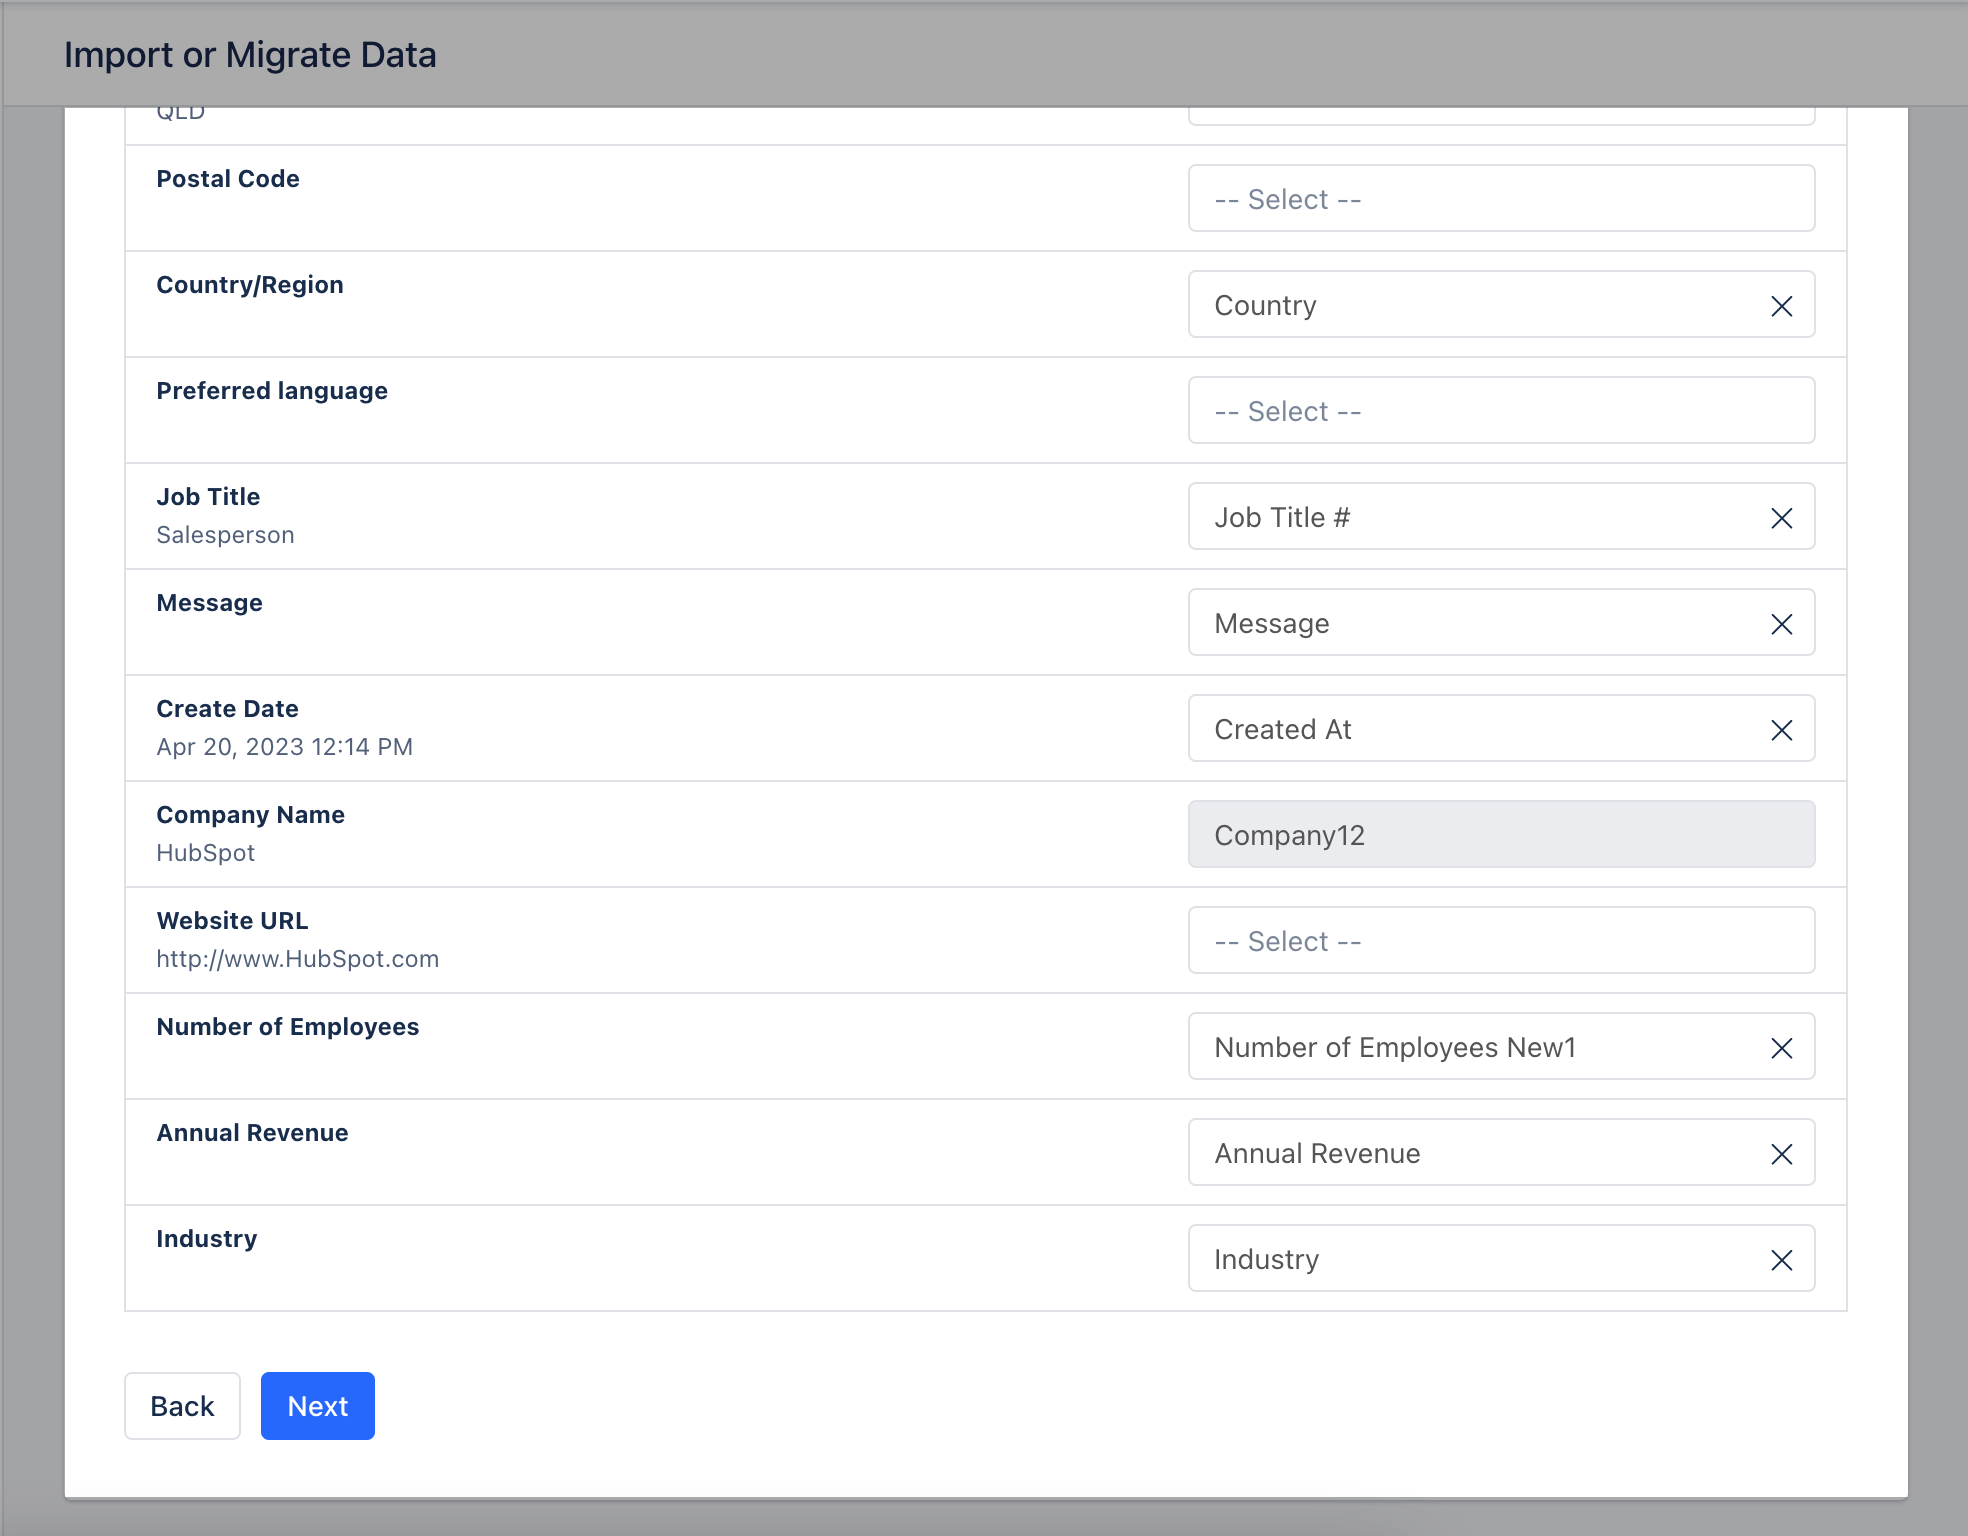 Import or Migrate Data
QLD
Postal Code
-- Select --
Country/Region
Country
Preferred language
-- Select --
Job Title
Job Title #
Salesperson
Message
Message
Create Date
Created At
Apr 20, 2023 12:14 PM
Company Name
Company12
HubSpot
Website URL
-- Select --
http://www.HubSpot.com
Number of Employees
Number of Employees New1
Annual Revenue
Annual Revenue
Industry
Industry
Back
Next